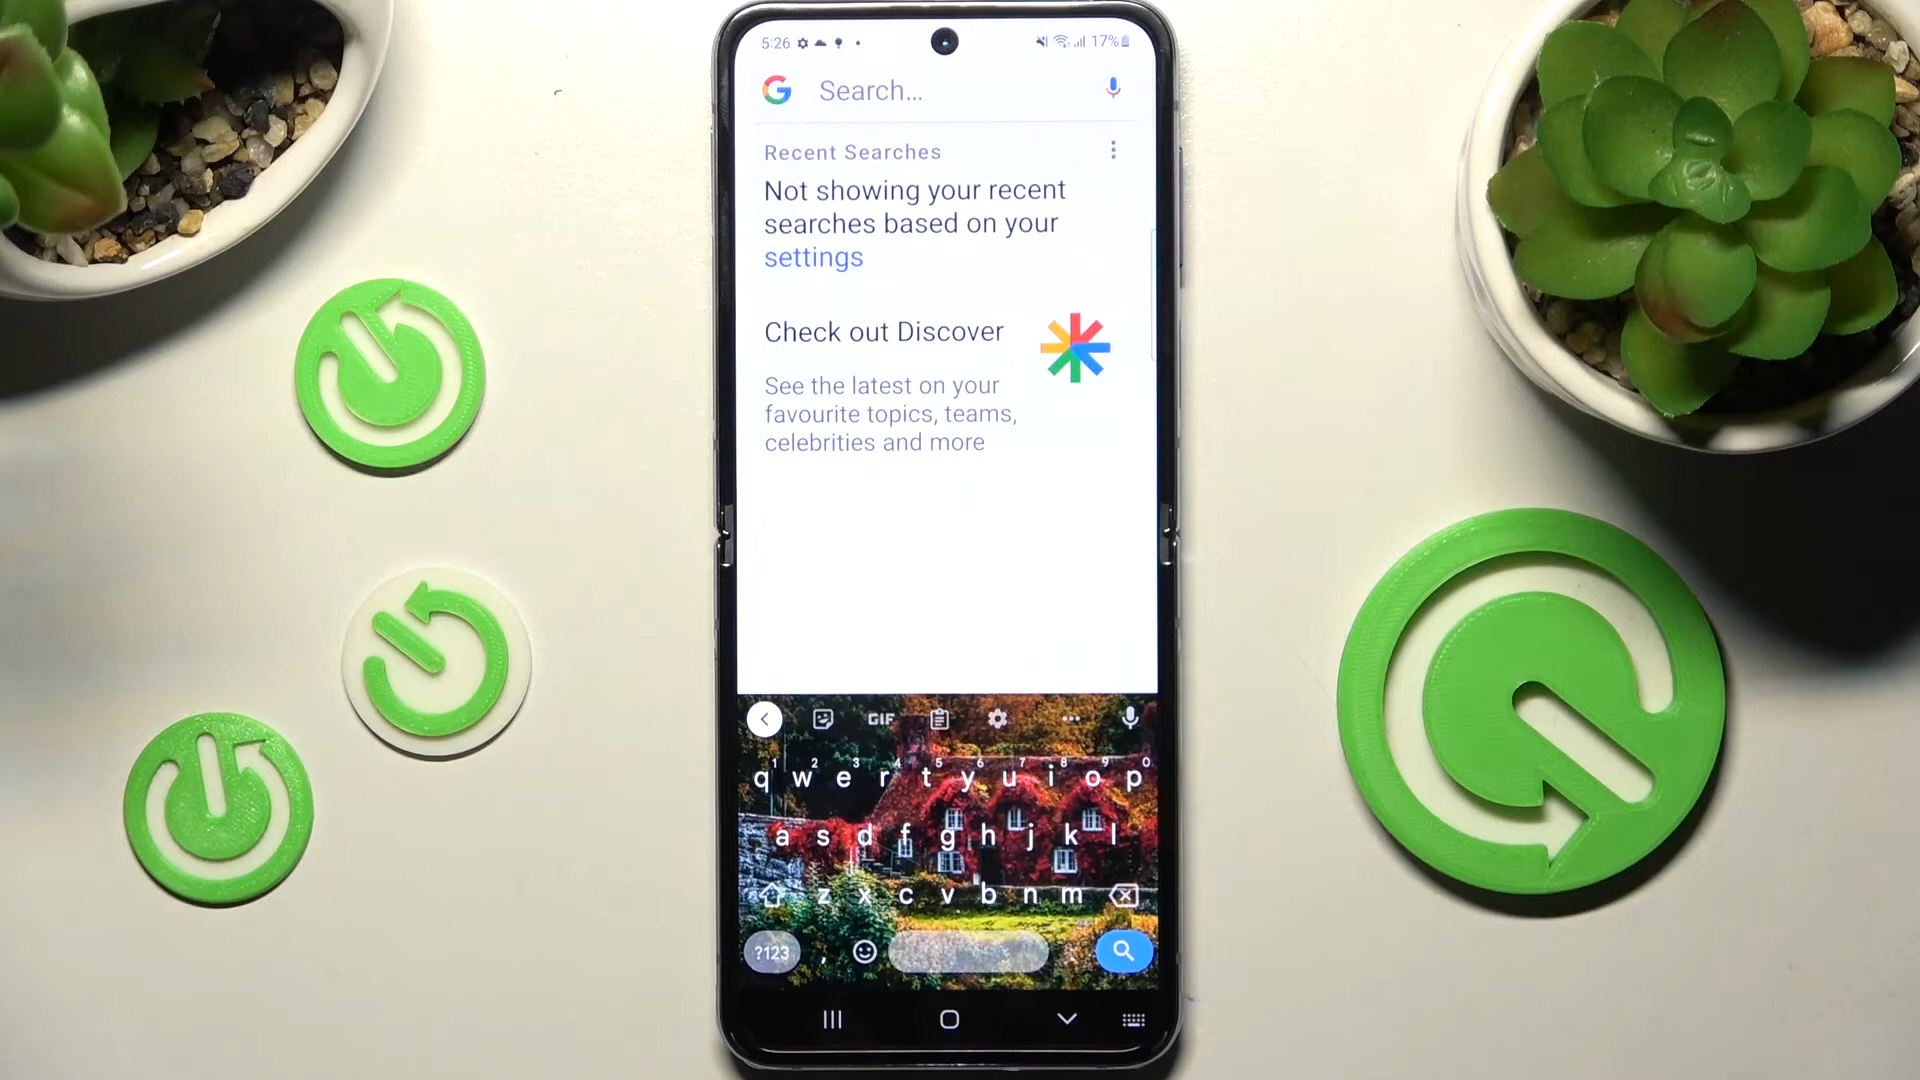 5:26 17%
Search...
Recent Searches
Not showing your recent
searches based on your
settings
Check out Discover
See the latest on your
favourite topics, teams,
celebrities and more
GIF
1 2 3 4 5 6 7 8 9 0
q w e r t y u i o p
a s d f g h j k l
z x c v b n m
?123 , .